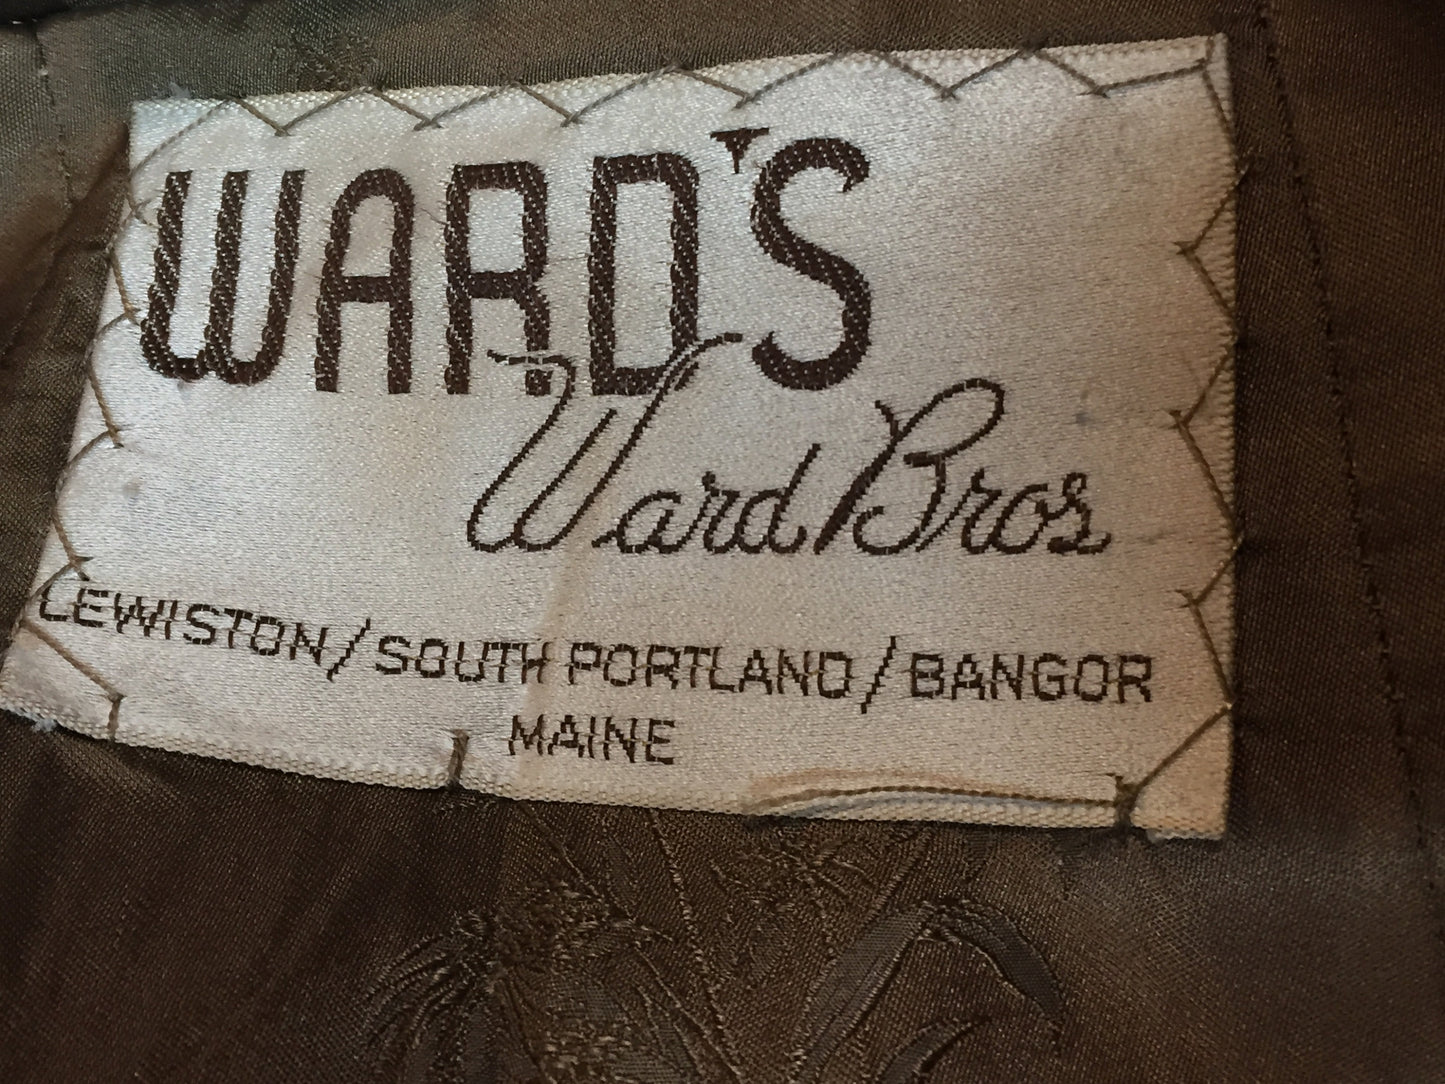 WARD'S
Ward Bros
LEWISTON/SOUTH PORTLAND/BANGOR
MAINE